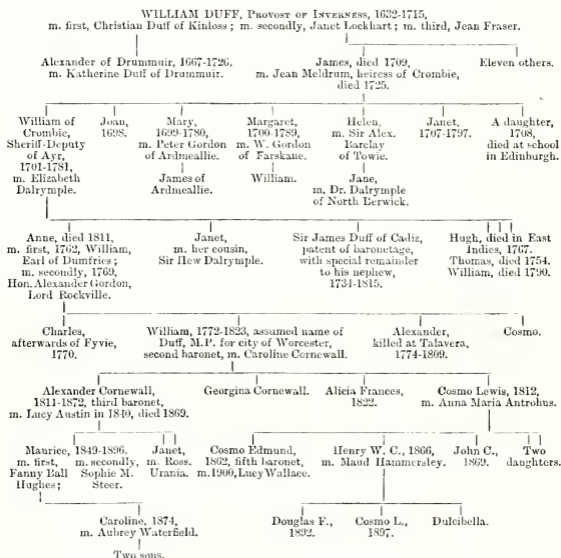 WILLIAM DUFF, PROVOST OF INVERNESS, 1632-1715,
m. first, Christian Duff of Kinloss; m. secondly, Janet Lockhart; m. third, Jean Fraser.
Alexander of Drummuir, 1667-1726.
m. Katherine Duff of Drummuir.
James, died 1709,
m. Jean Meldrum, heiress of Crombie,
died 1725.
Eleven others.
William of
Crombie,
Sheriff-Deputy
of Ayr,
1701-1781,
m. Elizabeth
Dalrymple.
Joan,
1698.
Mary,
1699-1780,
m. Peter Gordon
of Ardmeallie.
James of
Ardmeallie.
Margaret,
1700-1789,
m. W. Gordon
of Farskane.
William.
Helen,
m. Sir Alex.
Barclay
of Towie.
Jane,
m. Dr. Dalrymple
of North Berwick.
Janet,
1707-1797.
A daughter,
1708,
died at school
in Edinburgh.
Anne, died 1811,
m. first, 1762, William,
Earl of Dumfries;
m. secondly, 1769,
Hon. Alexander Gordon,
Lord Rockville.
Janet,
m. her cousin,
Sir Hew Dalrymple.
Sir James Duff of Cadiz,
patent of baronetage,
with special remainder
to his nephew,
1734-1815.
Hugh, died in East
Indies, 1767.
Thomas, died 1754.
William, died 1790.
Charles,
afterwards of Fyvie,
1770.
William, 1772-1823, assumed name of
Duff, M.P. for city of Worcester,
second baronet, m. Caroline Cornewall.
Alexander,
killed at Talavera,
1774-1809.
Cosmo.
Alexander Cornewall,
1811-1872, third baronet,
m. Lucy Austin in 1840, died 1869.
Georgina Cornewall.
Alicia Frances,
1822.
Cosmo Lewis, 1812,
m. Anna Maria Antrobus.
Maurice, 1849-1896.
m. first, m. secondly,
Fanny Ball Sophie M.
Hughes; Steer.
Janet,
m. Ross.
Urania.
Cosmo Edmund,
1862, fifth baronet,
m. 1900, Lucy Wallace.
Henry W. C., 1866,
m. Maud Hammersley.
John C.,
1869.
Two
daughters.
Caroline, 1874,
m. Aubrey Waterfield.
Two sons.
Douglas F.,
1892.
Cosmo L.,
1897.
Dulcibella.